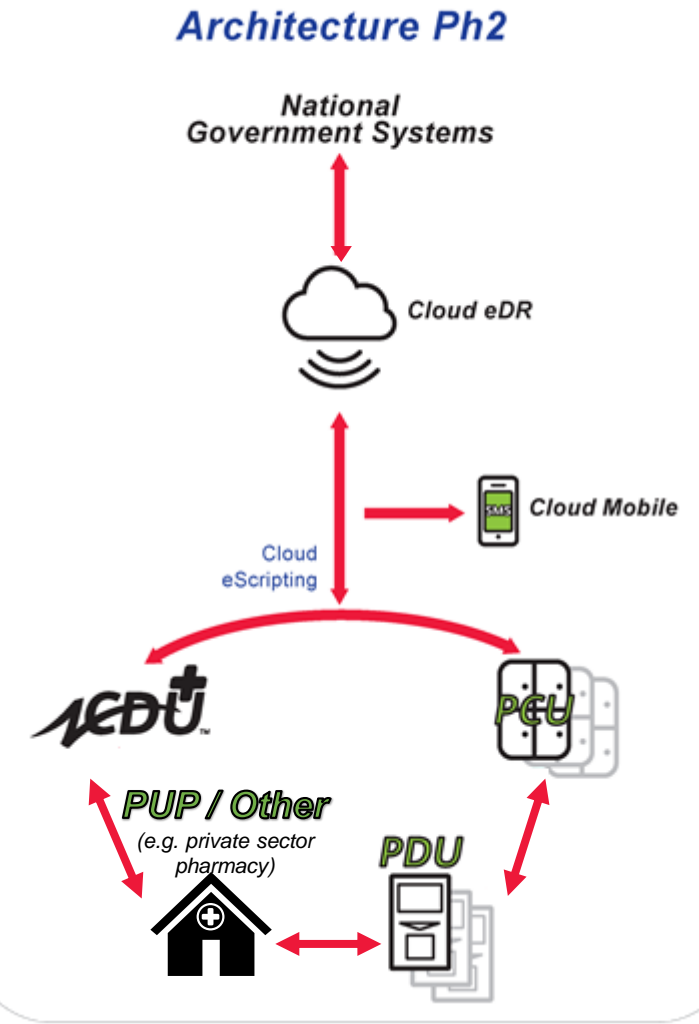 Architecture Ph2
National
Government Systems
Cloud eDR
SMS
Cloud Mobile
Cloud
eScripting
CDU
TM
PCU
PUP / Other
(e.g. private sector
pharmacy)
PDU